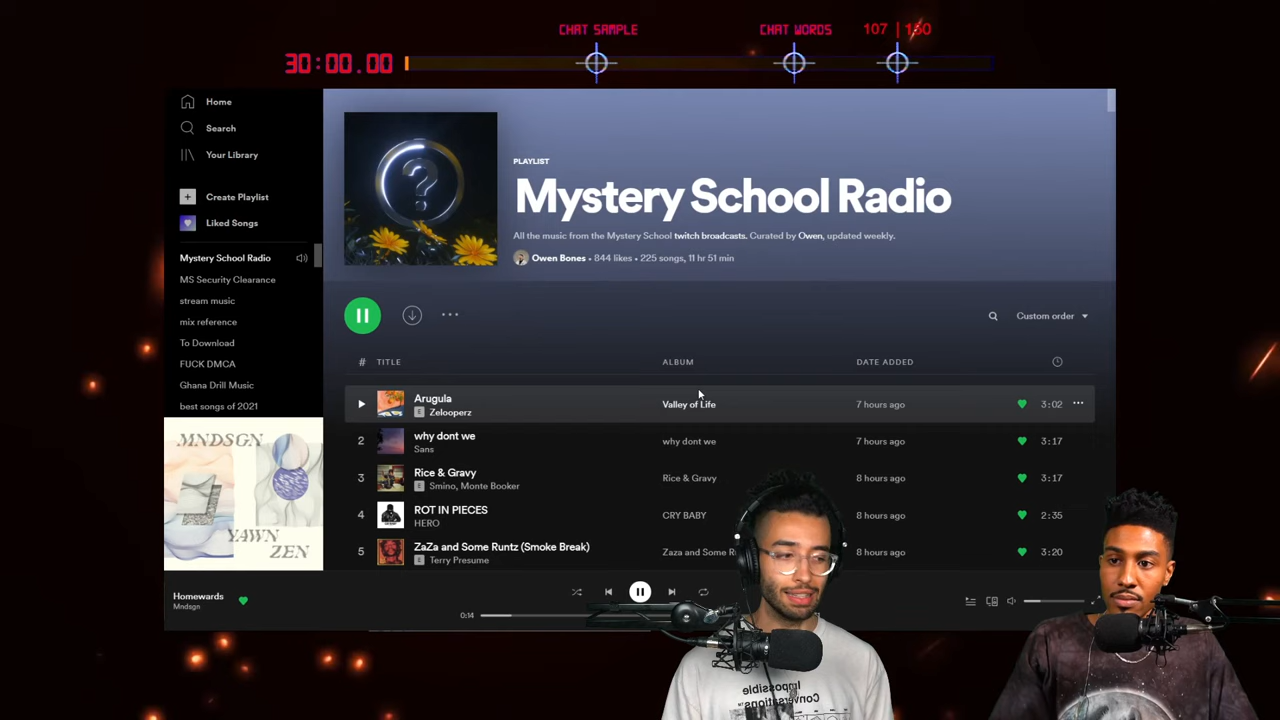 CHAT SAMPLE
CHAT WORDS
107 | 150
30:00.00
Home
Search
Your Library
Create Playlist
Liked Songs
Mystery School Radio
MS Security Clearance
stream music
mix reference
To Download
FUCK DMCA
Ghana Drill Music
best songs of 2021
MNDSGN
YAWN
ZEN
Homewards
Mndsgn
PLAYLIST
Mystery School Radio
All the music from the Mystery School twitch broadcasts. Curated by Owen, updated weekly.
Owen Bones • 844 likes • 225 songs, 11 hr 51 min
Custom order
# TITLE ALBUM DATE ADDED
Arugula
E Zelooperz
Valley of Life 7 hours ago 3:02
2 why dont we
Sans
why dont we 7 hours ago 3:17
3 Rice & Gravy
E Smino, Monte Booker
Rice & Gravy 8 hours ago 3:17
4 ROT IN PIECES
HERO
CRY BABY 8 hours ago 2:35
5 ZaZa and Some Runtz (Smoke Break)
E Terry Presume
Zaza and Some R 8 hours ago 3:20
0:14
Impossible
Conversations